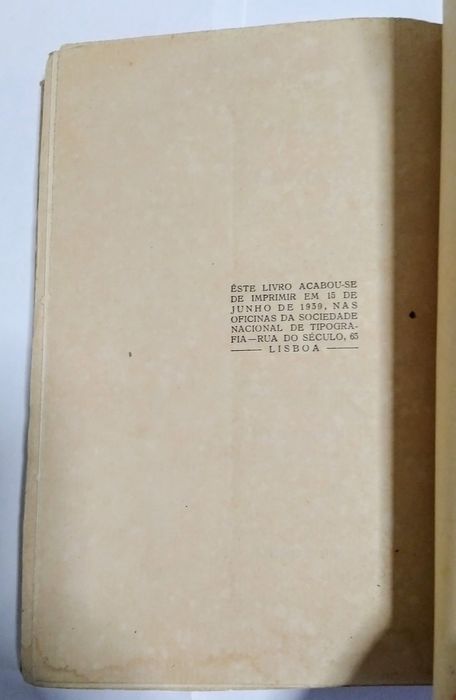 ÊSTE LIVRO ACABOU-SE
DE IMPRIMIR EM 15 DE
JUNHO DE 1939, NAS
OFICINAS DA SOCIEDADE
NACIONAL DE TIPOGRA-
FIA—RUA DO SÉCULO, 65
—— LISBOA ——